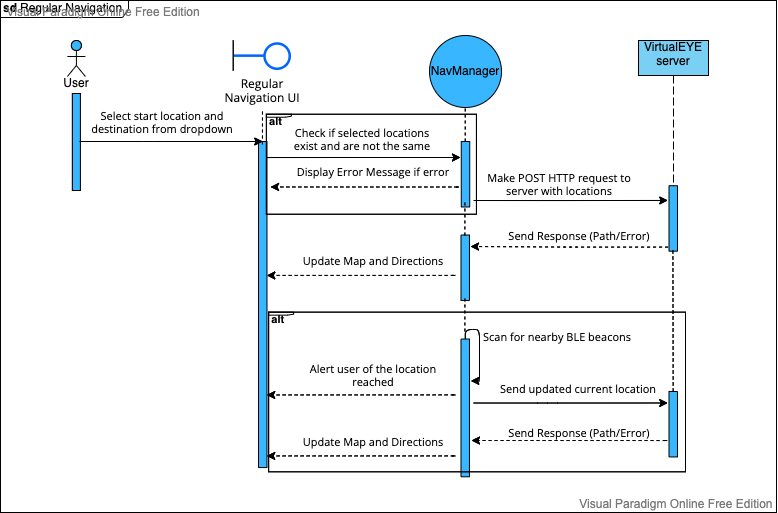 sd Regular Navigation
Visual Paradigm Online Free Edition
User
Regular
Navigation UI
NavManager
VirtualEYE
server
Select start location and
destination from dropdown
alt
Check if selected locations
exist and are not the same
Display Error Message if error
Make POST HTTP request to
server with locations
Send Response (Path/Error)
Update Map and Directions
alt
Scan for nearby BLE beacons
Alert user of the location
reached
Send updated current location
Send Response (Path/Error)
Update Map and Directions
Visual Paradigm Online Free Edition